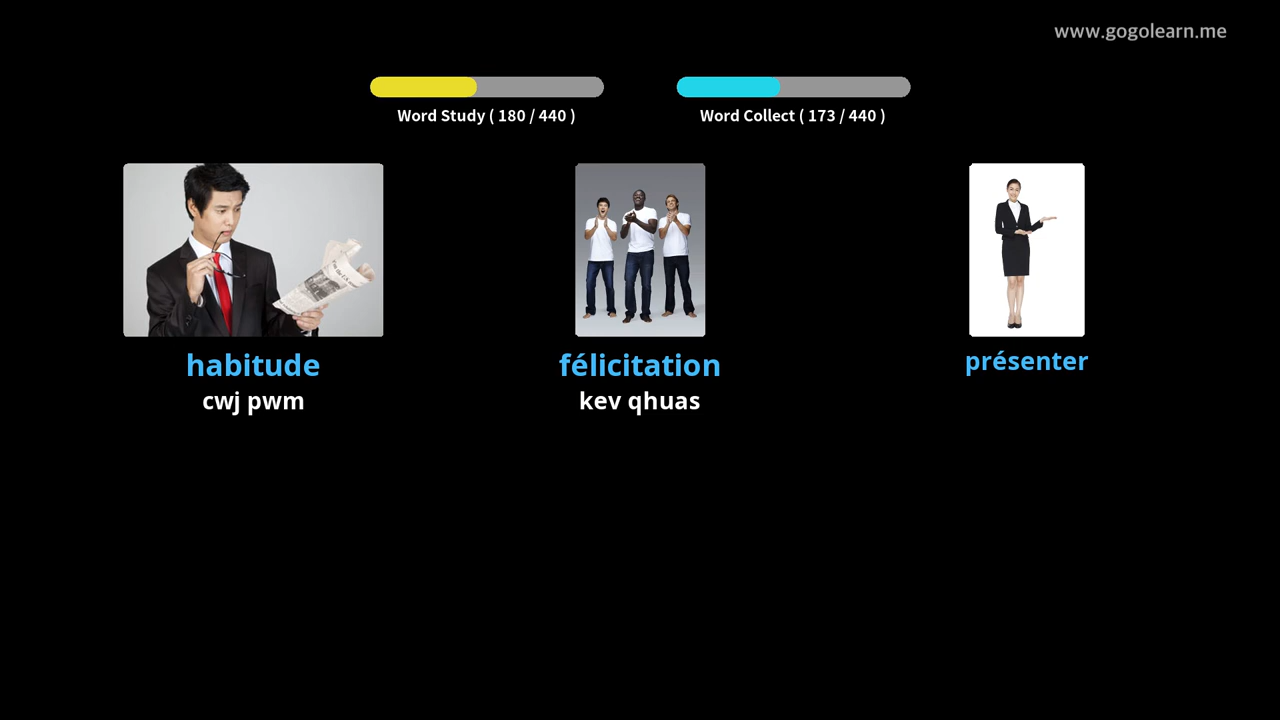 www.gogolearn.me
Word Study ( 180 / 440 )
Word Collect ( 173 / 440 )
habitude
cwj pwm
félicitation
kev qhuas
présenter